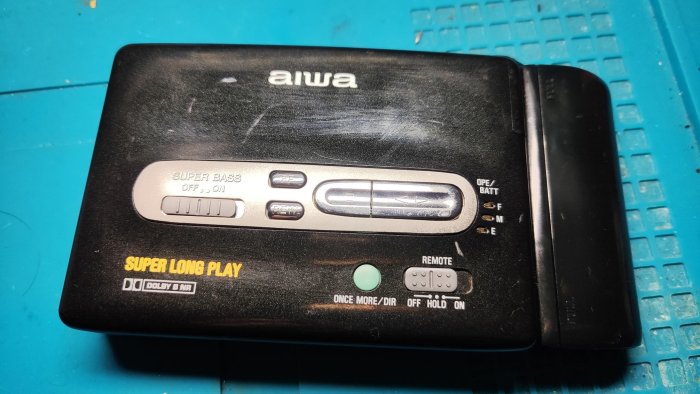 aiwa
SUPER BASS
OFF ON
OPE/
BATT
F
M
E
SUPER LONG PLAY
DOLBY B NR
REMOTE
ONCE MORE/DIR
OFF HOLD ON